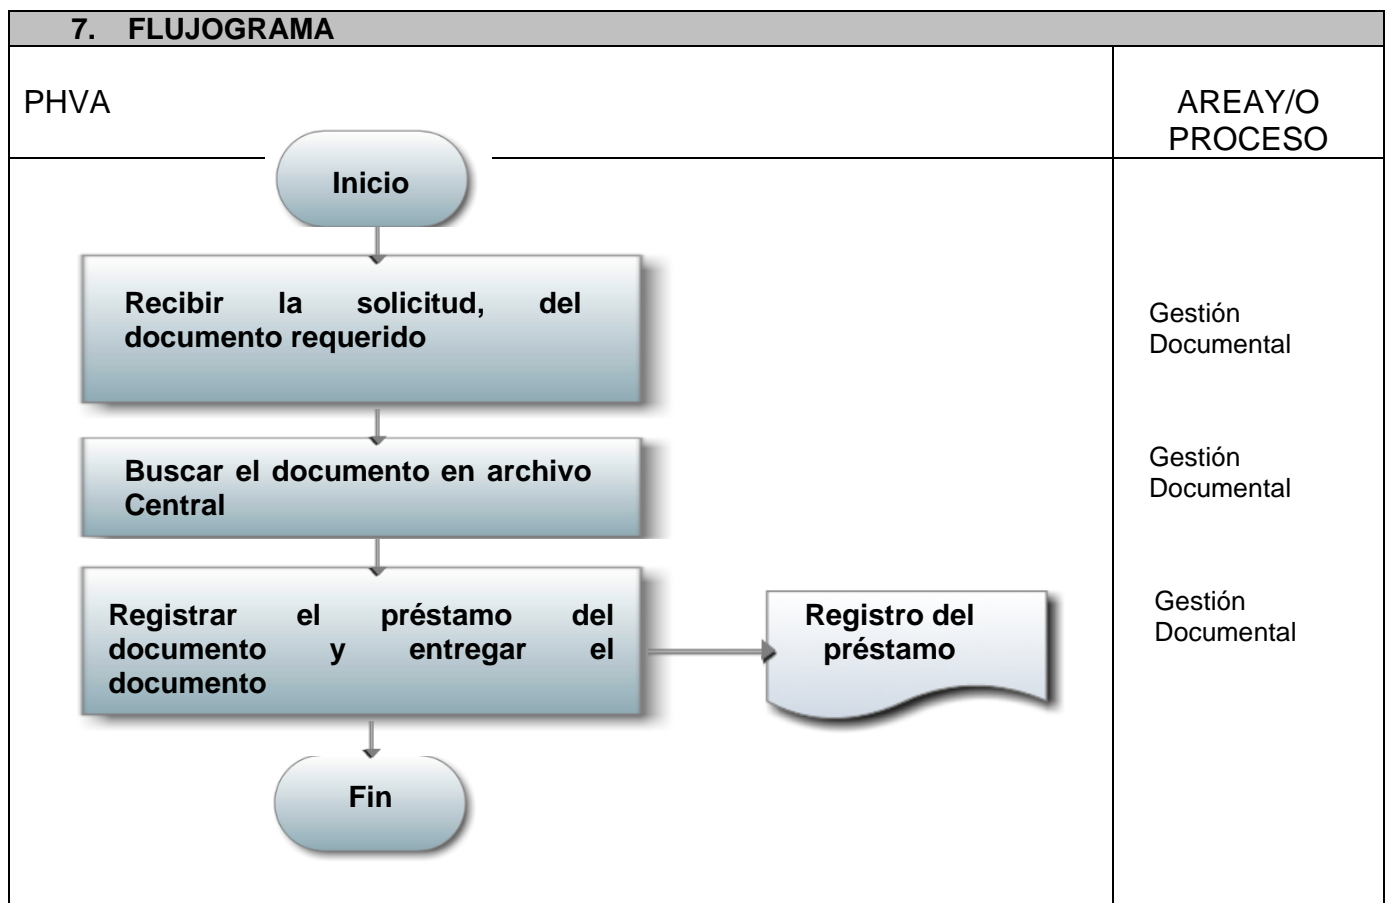 7. FLUJOGRAMA
PHVA
AREAY/O
PROCESO
Inicio
Recibir la solicitud, del
documento requerido
Gestión
Documental
Buscar el documento en archivo
Central
Gestión
Documental
Registrar el préstamo del
documento y entregar el
documento
Registro del
préstamo
Gestión
Documental
Fin